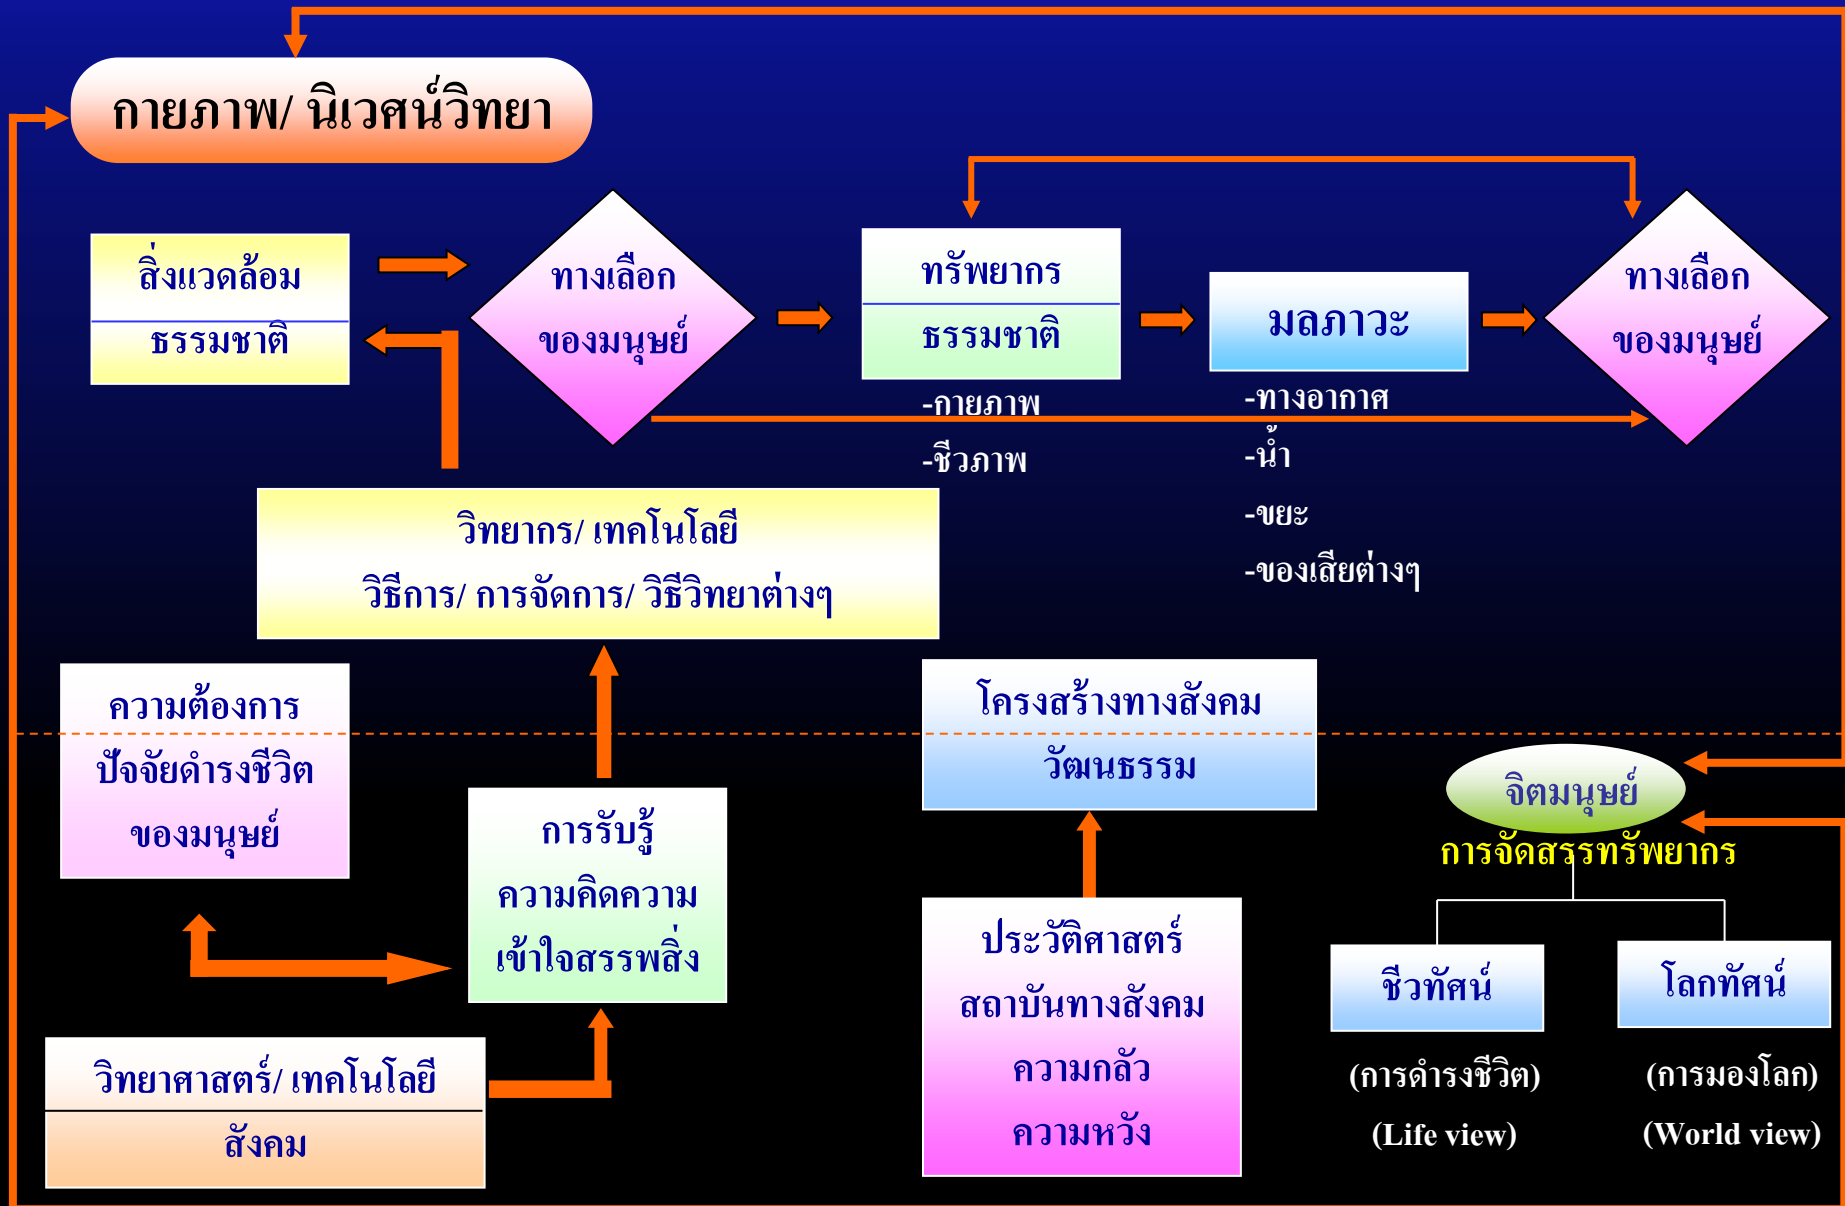 กายภาพ/ นิเวศน์วิทยา
สิ่งแวดล้อม
ธรรมชาติ
ทางเลือก
ของมนุษย์
ทรัพยากร
ธรรมชาติ
-กายภาพ
-ชีวภาพ
มลภาวะ
-ทางอากาศ
-น้ำ
-ขยะ
-ของเสียต่างๆ
ทางเลือก
ของมนุษย์
วิทยากร/ เทคโนโลยี
วิธีการ/ การจัดการ/ วิธีวิทยาต่างๆ
ความต้องการ
ปัจจัยดำรงชีวิต
ของมนุษย์
การรับรู้
ความคิดความ
เข้าใจสรรพสิ่ง
วิทยาศาสตร์/ เทคโนโลยี
สังคม
โครงสร้างทางสังคม
วัฒนธรรม
ประวัติศาสตร์
สถาบันทางสังคม
ความกลัว
ความหวัง
จิตมนุษย์
การจัดสรรทรัพยากร
ชีวทัศน์
(การดำรงชีวิต)
(Life view)
โลกทัศน์
(การมองโลก)
(World view)